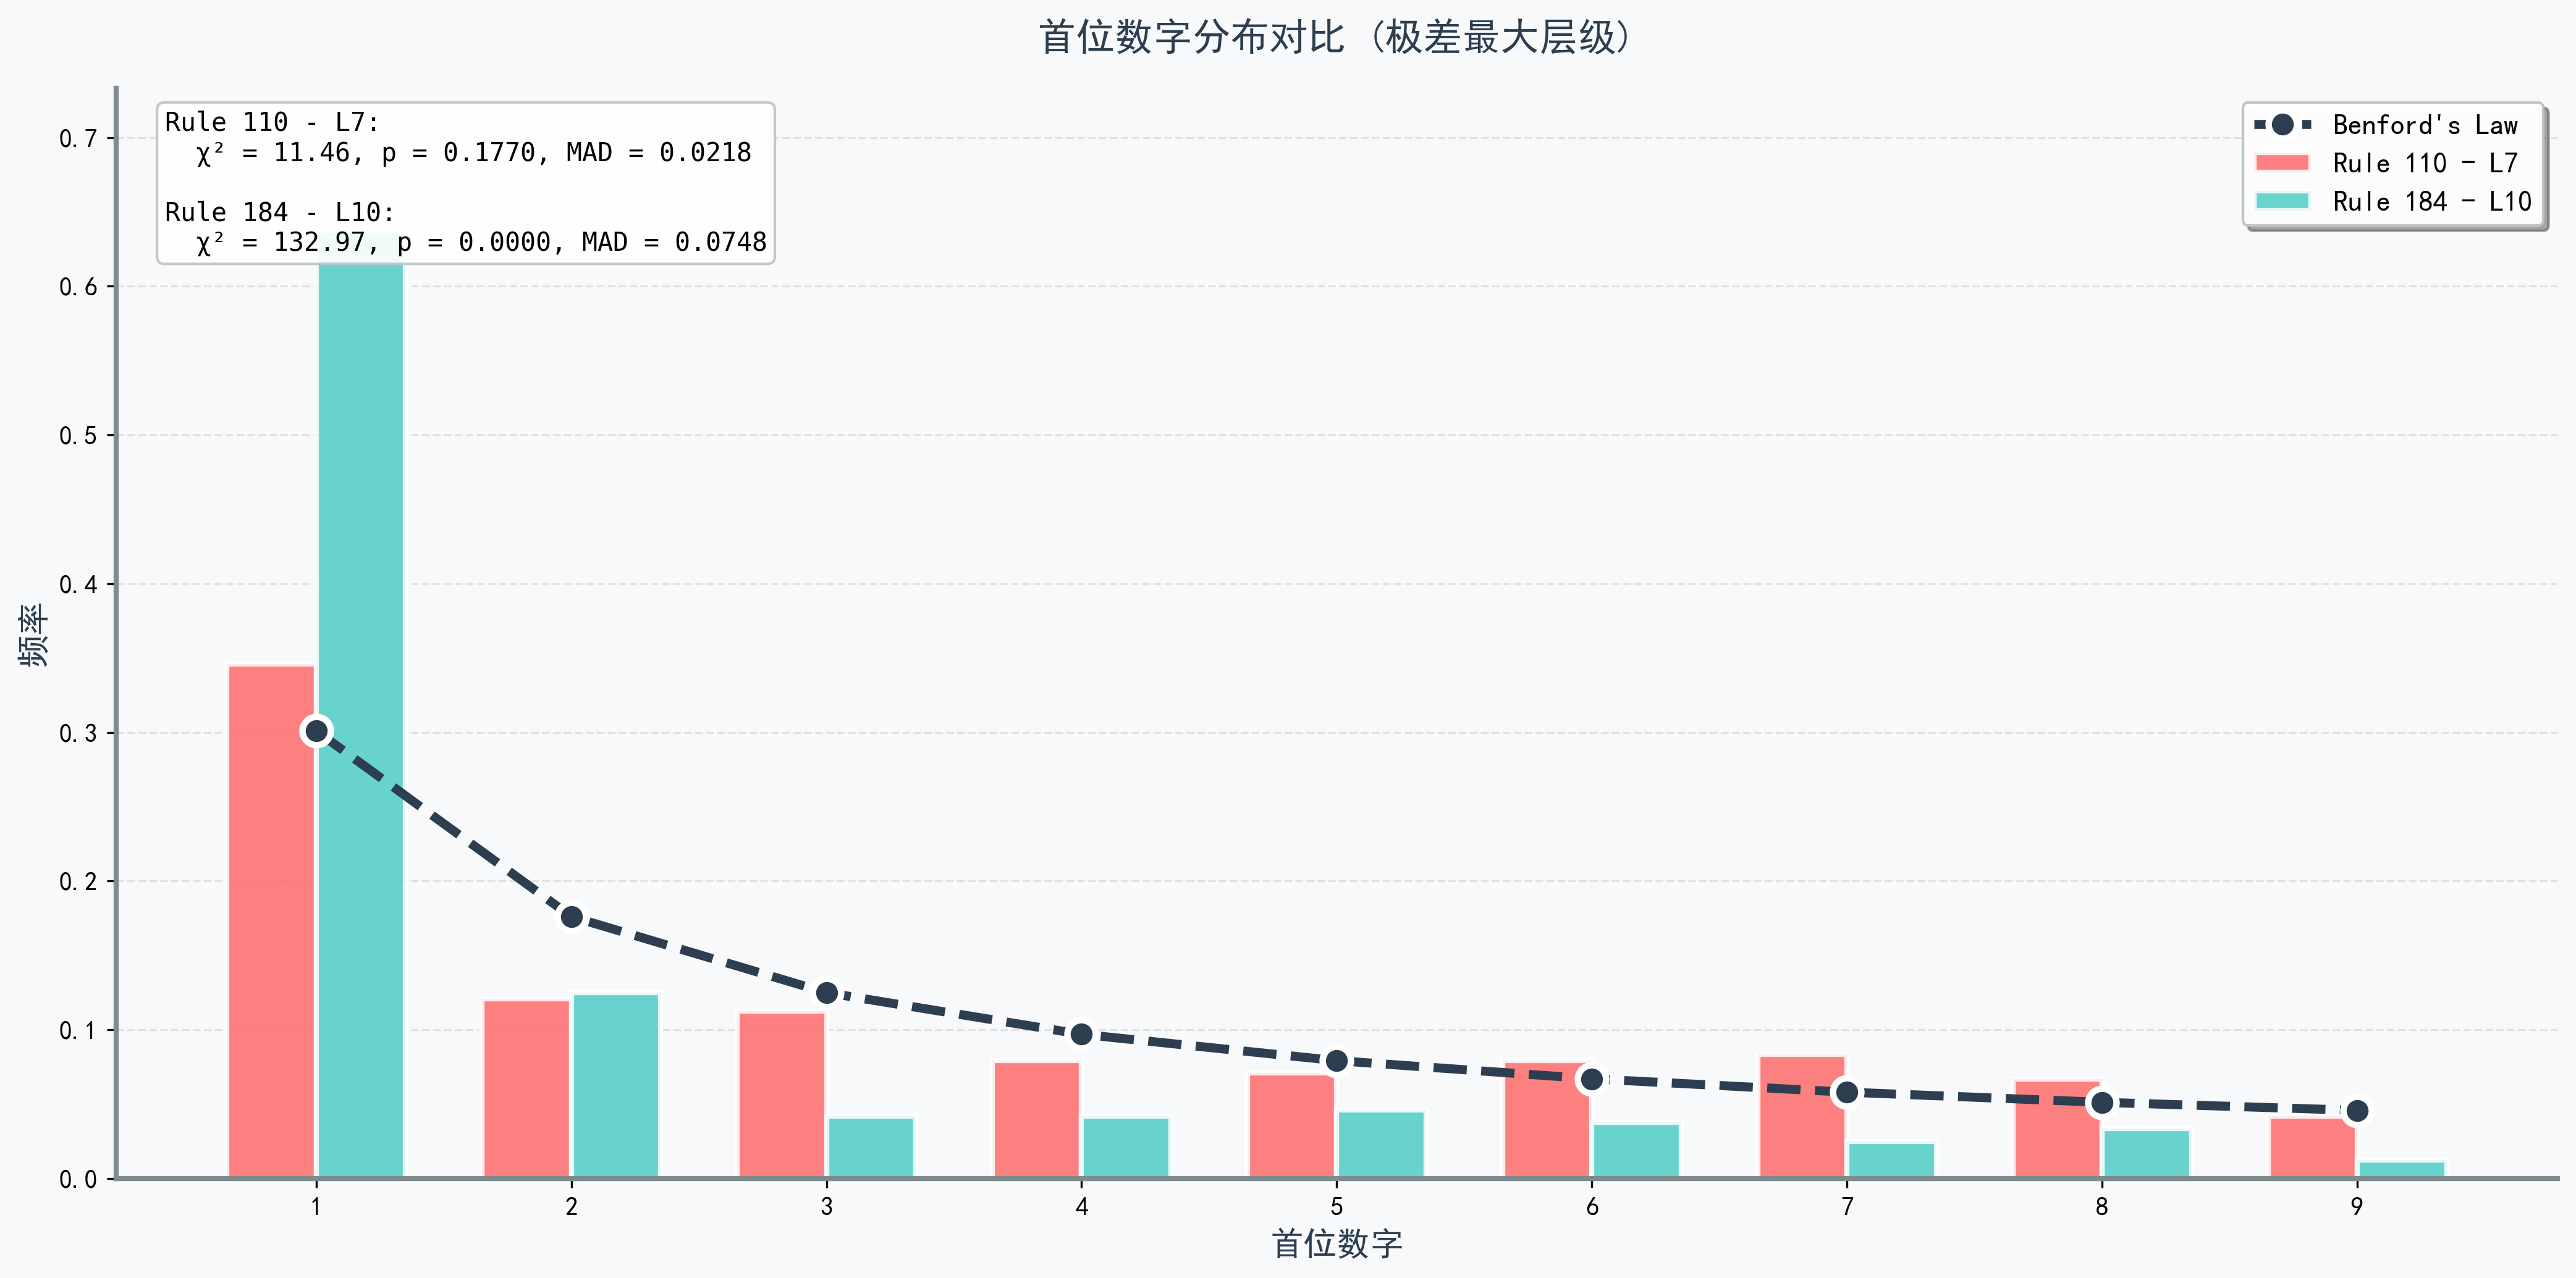 首位数字分布对比 (极差最大层级)
Rule 110 - L7:
χ² = 11.46, p = 0.1770, MAD = 0.0218
Rule 184 - L10:
χ² = 132.97, p = 0.0000, MAD = 0.0748
Benford's Law
Rule 110 - L7
Rule 184 - L10
频率
0.7
0.6
0.5
0.4
0.3
0.2
0.1
0.0
1 2 3 4 5 6 7 8 9
首位数字